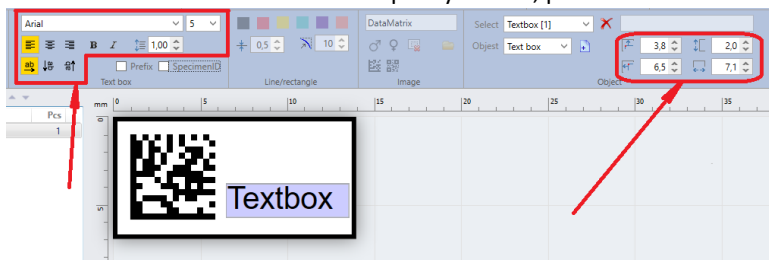 Arial 5 DataMatrix Select Textbox [1]
B I 1,00 0,5 10 Object Text box 3,8 2,0
ab Prefix SpecimenID 6,5 7,1
Text box Line/rectangle Image Object
mm 0 5 10 15 20 25 30 35
Pcs 0
1
Textbox
5